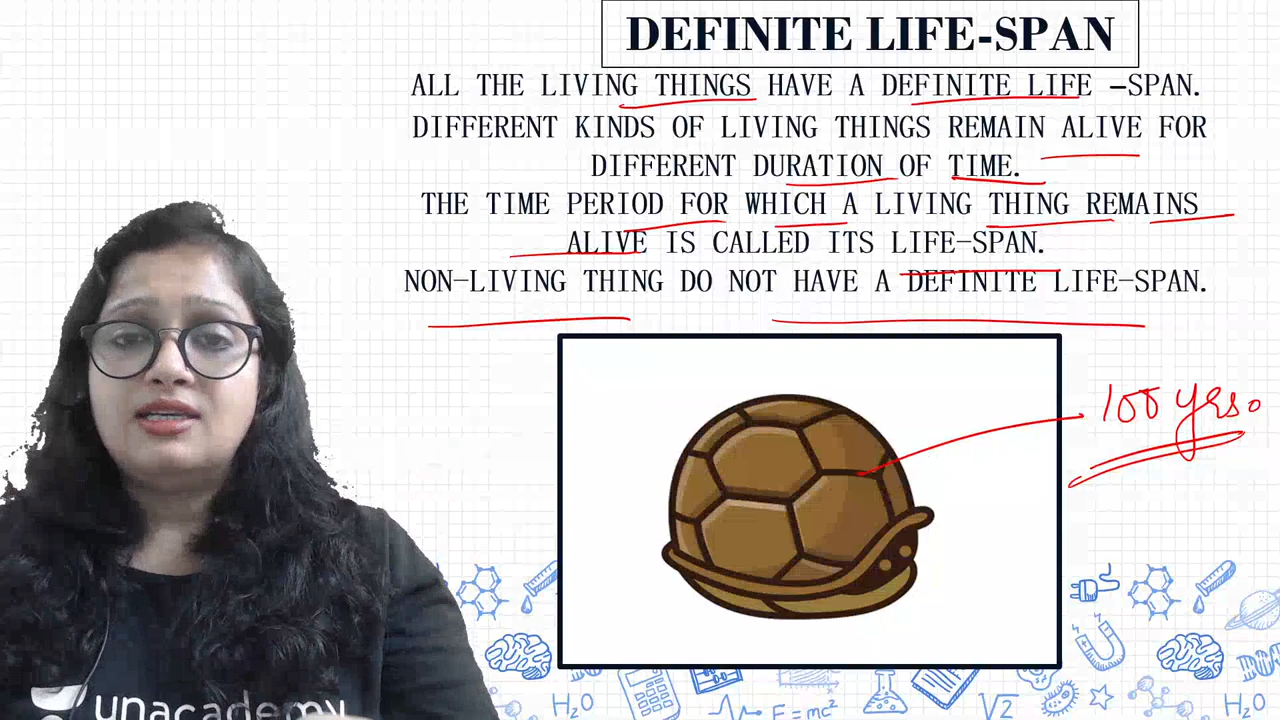 DEFINITE LIFE-SPAN
ALL THE LIVING THINGS HAVE A DEFINITE LIFE –SPAN.
DIFFERENT KINDS OF LIVING THINGS REMAIN ALIVE FOR
DIFFERENT DURATION OF TIME.
THE TIME PERIOD FOR WHICH A LIVING THING REMAINS
ALIVE IS CALLED ITS LIFE-SPAN.
NON-LIVING THING DO NOT HAVE A DEFINITE LIFE-SPAN.
100 yrs.
unacademy
H₂O
E=mc²
√2
H₂O